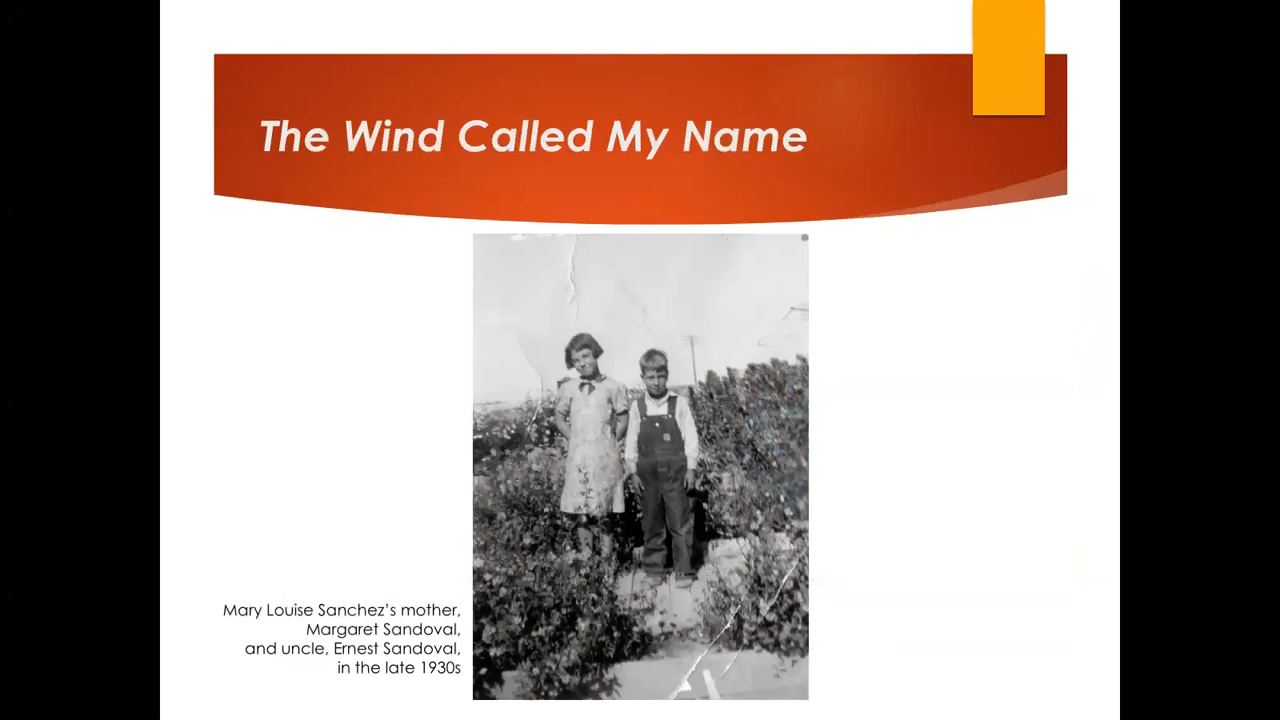 The Wind Called My Name
Mary Louise Sanchez’s mother,
Margaret Sandoval,
and uncle, Ernest Sandoval,
in the late 1930s